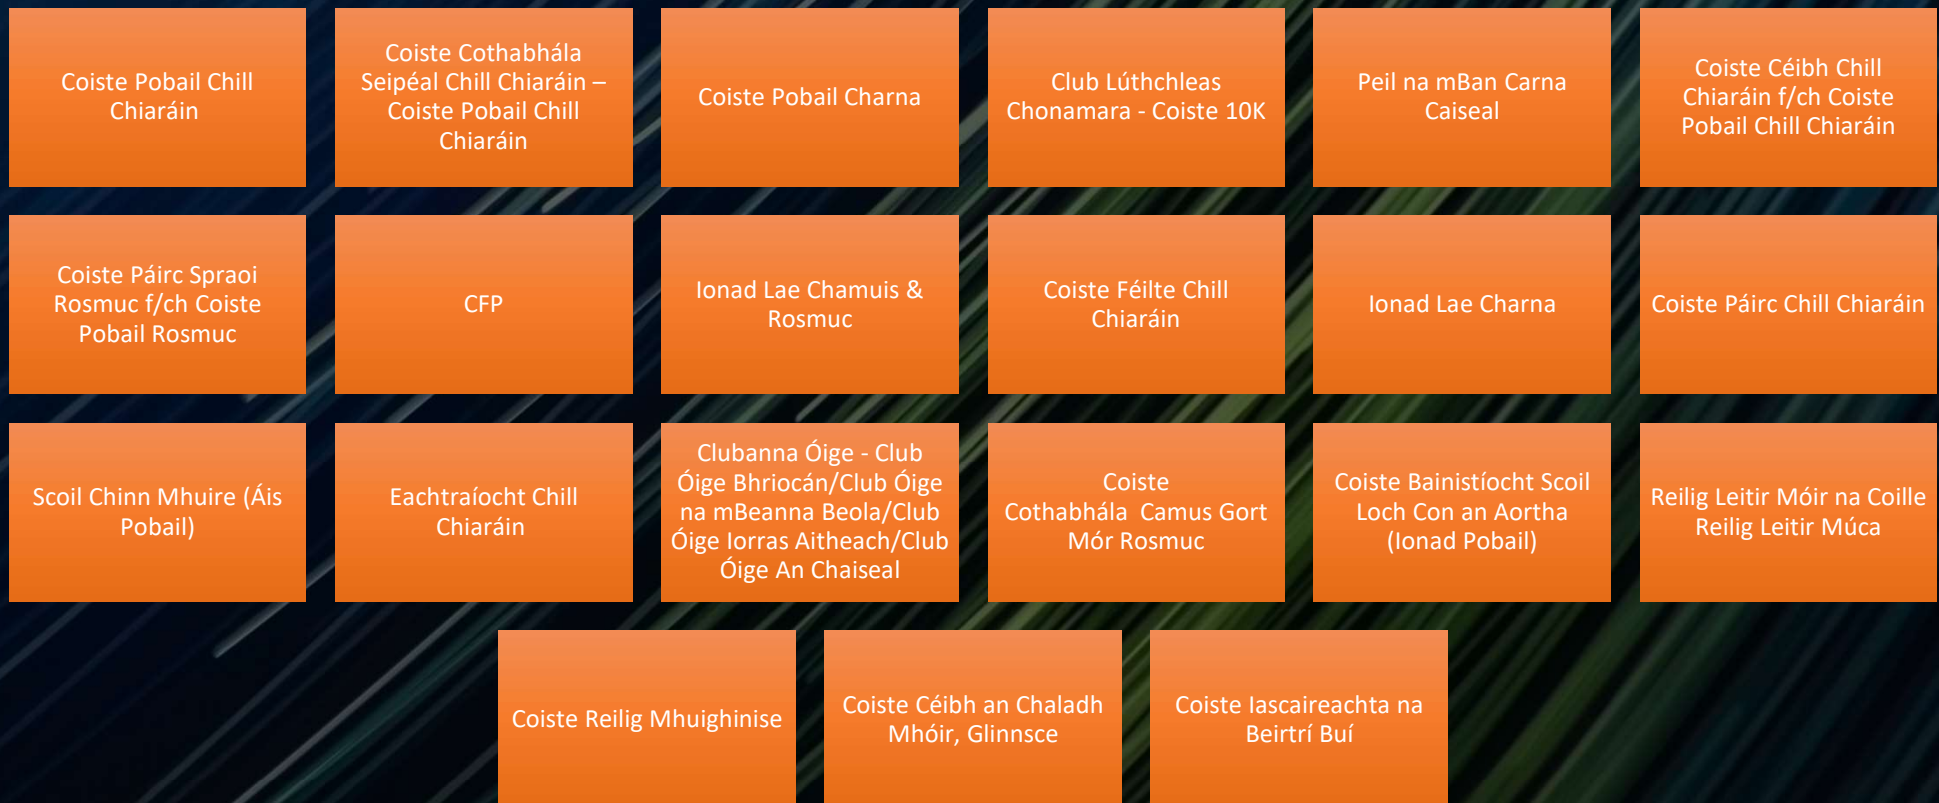 Coiste Pobail Chill
Chiaráin
Coiste Cothabhála
Seipéal Chill Chiaráin –
Coiste Pobail Chill
Chiaráin
Coiste Pobail Charna
Club Lúthchleas
Chonamara - Coiste 10K
Peil na mBan Carna
Caiseal
Coiste Céibh Chill
Chiaráin f/ch Coiste
Pobail Chill Chiaráin
Coiste Páirc Spraoi
Rosmuc f/ch Coiste
Pobail Rosmuc
CFP
Ionad Lae Chamuis &
Rosmuc
Coiste Féilte Chill
Chiaráin
Ionad Lae Charna
Coiste Páirc Chill Chiaráin
Scoil Chinn Mhuire (Áis
Pobail)
Eachtraíocht Chill
Chiaráin
Clubanna Óige - Club
Óige Bhriocán/Club Óige
na mBeanna Beola/Club
Óige Iorras Aitheach/Club
Óige An Chaiseal
Coiste
Cothabhála  Camus Gort
Mór Rosmuc
Coiste Bainistíocht Scoil
Loch Con an Aortha
(Ionad Pobail)
Reilig Leitir Móir na Coille
Reilig Leitir Múca
Coiste Reilig Mhuighinise
Coiste Céibh an Chaladh
Mhóir, Glinnsce
Coiste Iascaireachta na
Beirtrí Buí